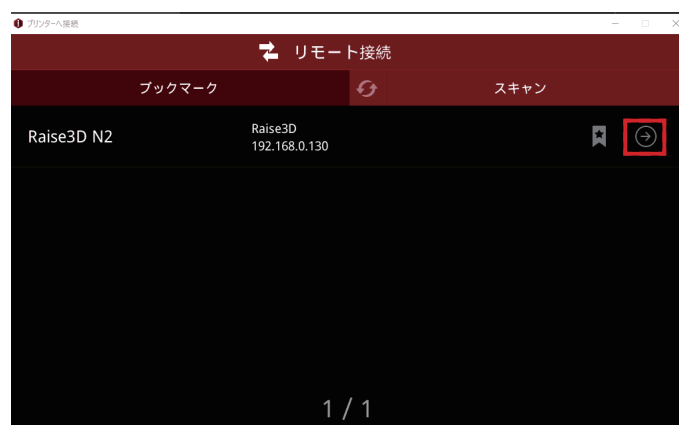 プリンターへ接続
リモート接続
ブックマーク
スキャン
Raise3D N2
Raise3D
192.168.0.130
1 / 1